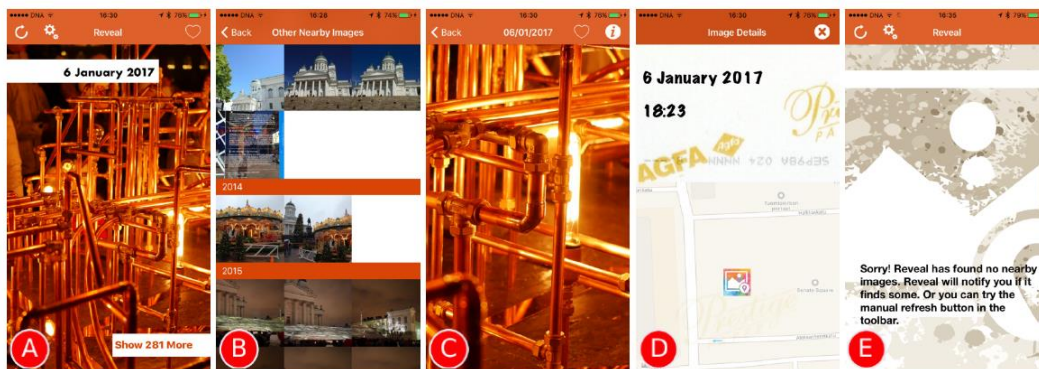 DNA 16:30 76%
Reveal
6 January 2017
Show 281 More
A
DNA 16:28 74%
Back Other Nearby Images
2014
2015
B
DNA 16:30 76%
Back 06/01/2017
C
DNA 16:30 76%
Image Details
6 January 2017
18:23
AGFA
Agfa
Prestige
D
DNA 16:35 79%
Reveal
Sorry! Reveal has found no nearby
images. Reveal will notify you if it
finds some. Or you can try the
manual refresh button in the
toolbar.
E